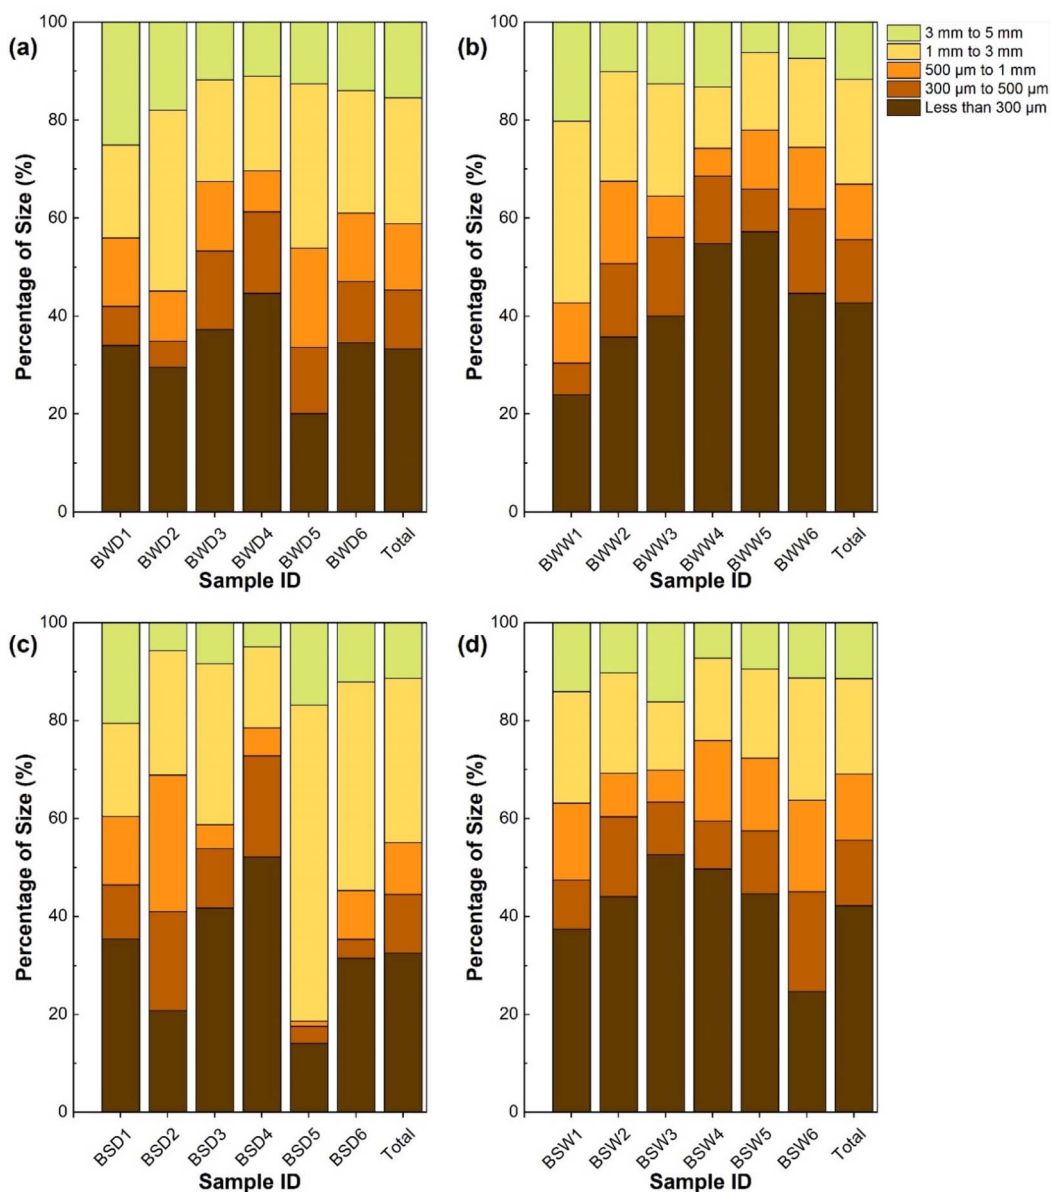 (a)
100
80
60
40
20
0
Percentage of Size (%)
BWD1 BWD2 BWD3 BWD4 BWD5 BWD6 Total
Sample ID
(b)
100
80
60
40
20
0
Percentage of Size (%)
BWW1 BWW2 BWW3 BWW4 BWW5 BWW6 Total
Sample ID
3 mm to 5 mm
1 mm to 3 mm
500 µm to 1 mm
300 µm to 500 µm
Less than 300 µm
(c)
100
80
60
40
20
0
Percentage of Size (%)
BSD1 BSD2 BSD3 BSD4 BSD5 BSD6 Total
Sample ID
(d)
100
80
60
40
20
0
Percentage of Size (%)
BSW1 BSW2 BSW3 BSW4 BSW5 BSW6 Total
Sample ID